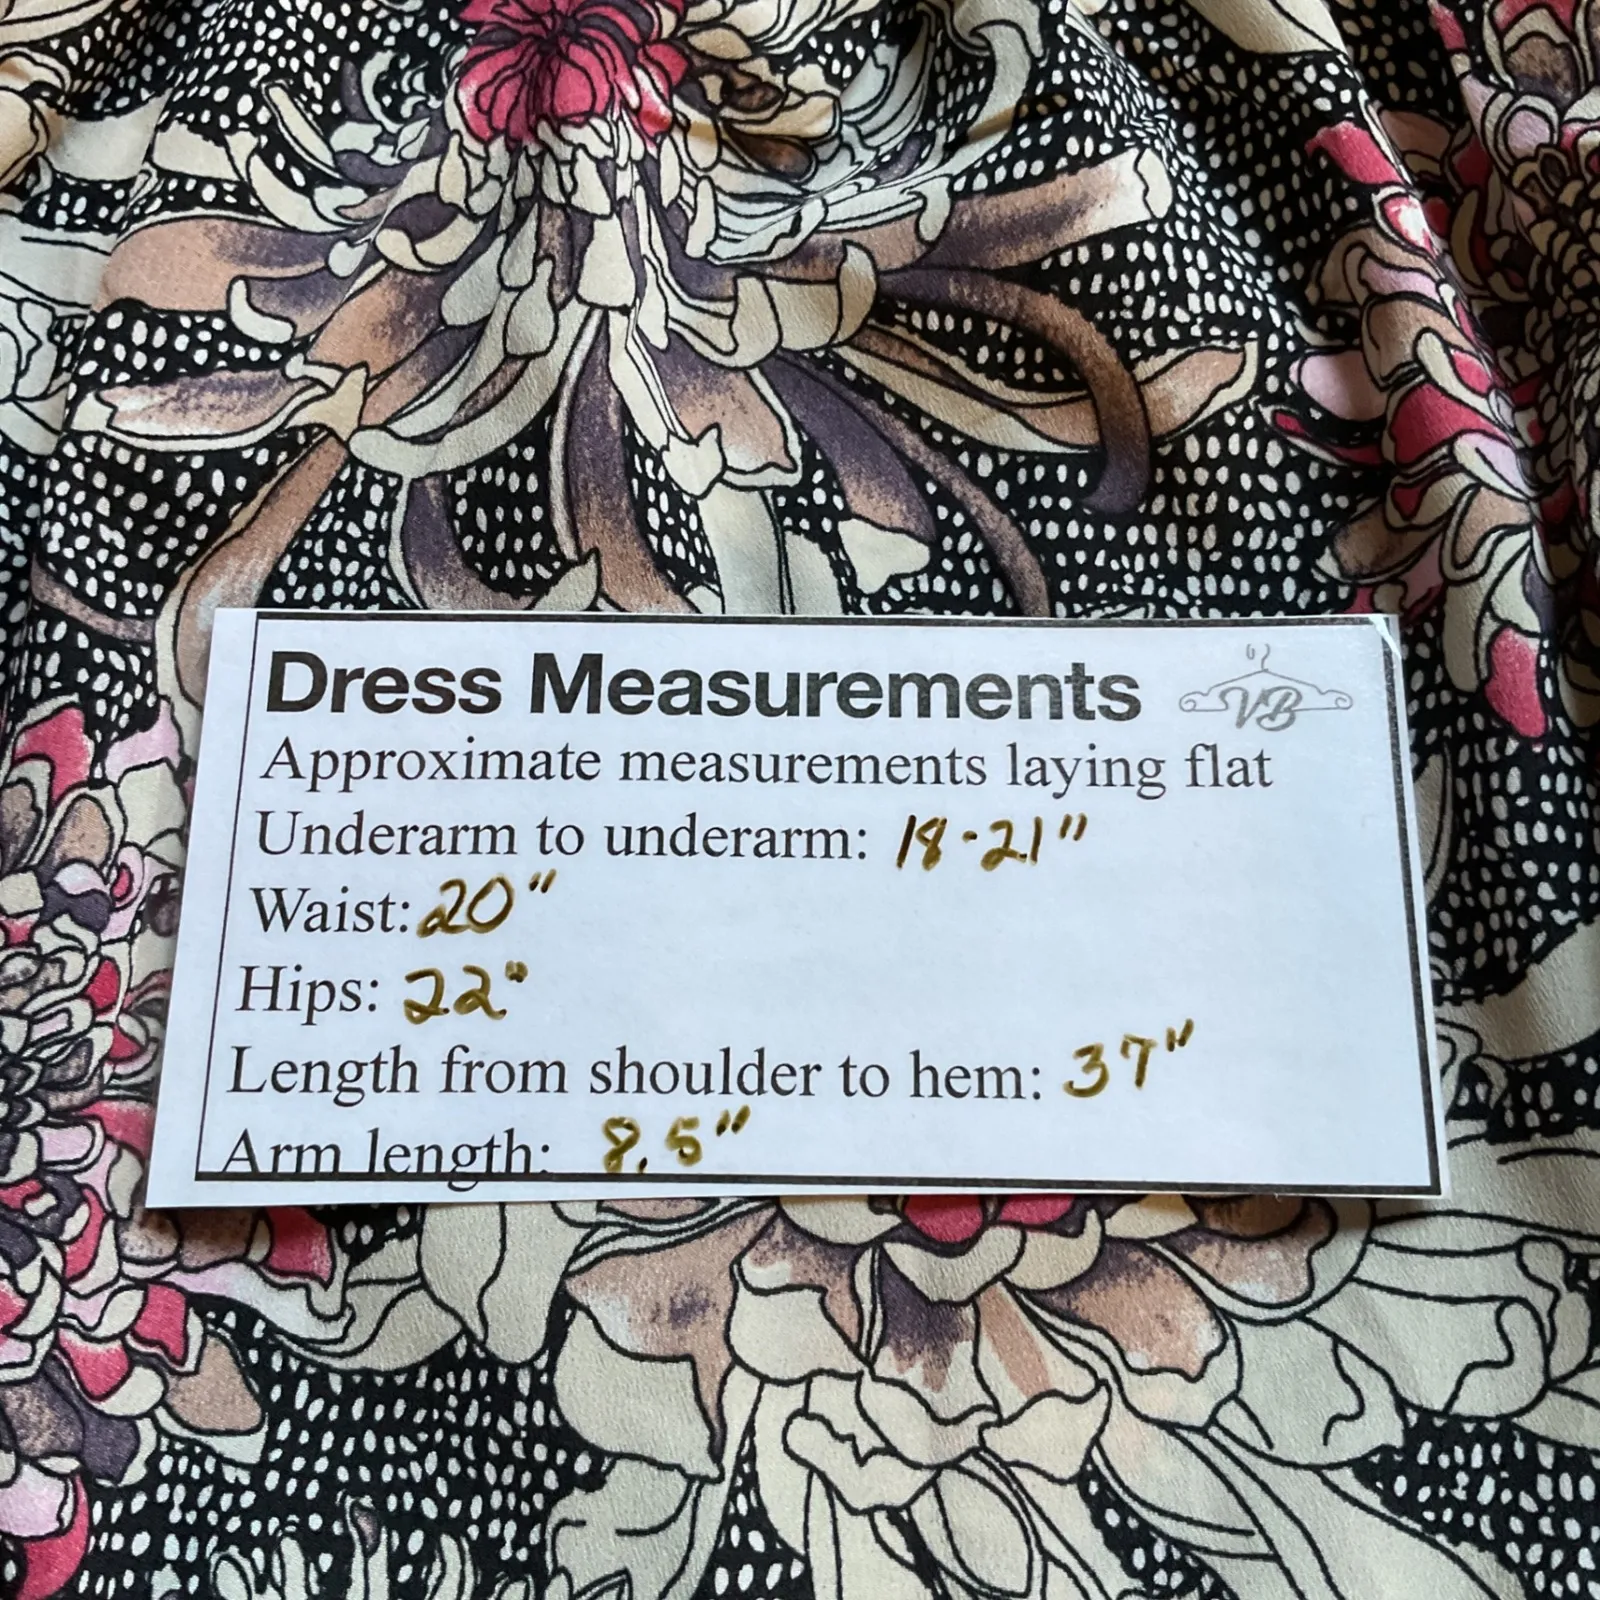 Dress Measurements VB
Approximate measurements laying flat
Underarm to underarm: 18-21"
Waist: 20"
Hips: 22"
Length from shoulder to hem: 37"
Arm length: 8.5"